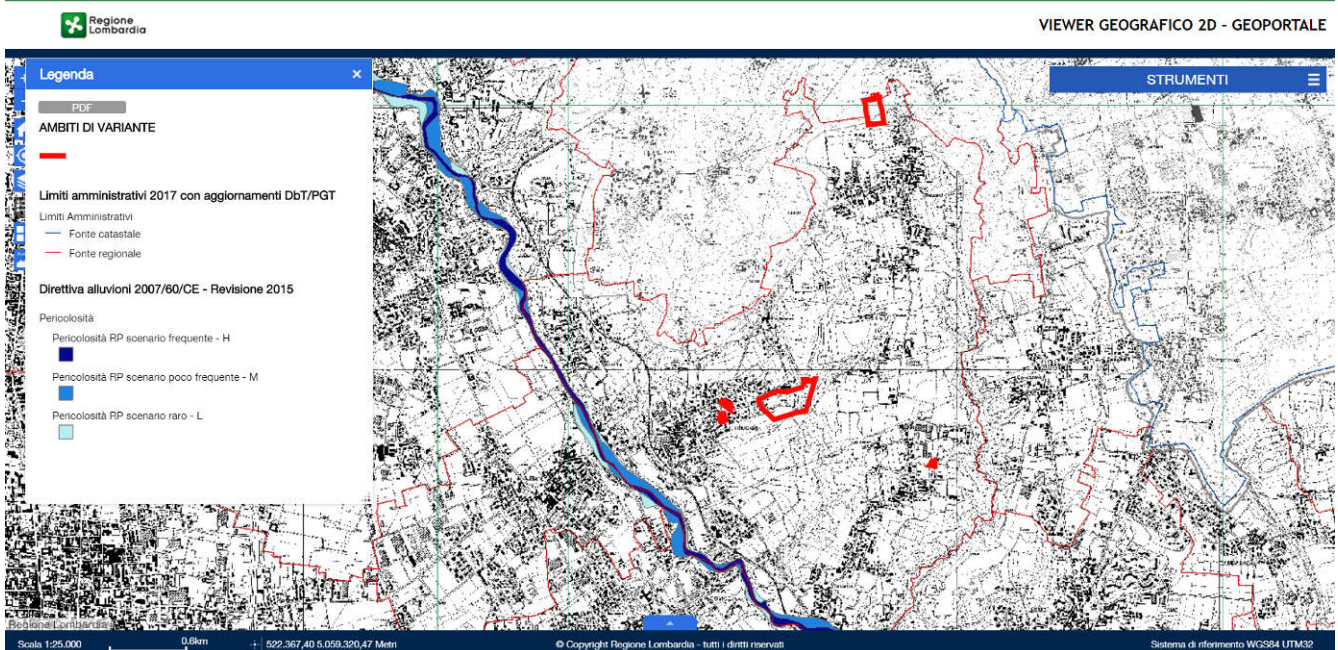 Regione
Lombardia
VIEWER GEOGRAFICO 2D - GEOPORTALE
Legenda ×
STRUMENTI
PDF
AMBITI DI VARIANTE
Limiti amministrativi 2017 con aggiornamenti DbT/PGT
Limiti Amministrativi
Fonte catastale
Fonte regionale
Direttiva alluvioni 2007/60/CE - Revisione 2015
Pericolosità
Pericolosità RP scenario frequente - H
Pericolosità RP scenario poco frequente - M
Pericolosità RP scenario raro - L
Regione Lombardia
Scala 1:25.000 0.6km 522.367,40 5.059.320,47 Metri © Copyright Regione Lombardia - tutti i diritti riservati Sistema di riferimento WGS84 UTM32